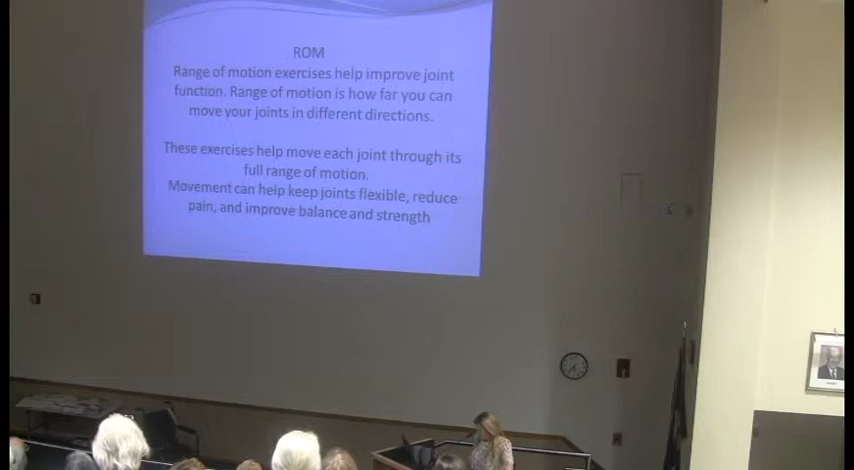 ROM
Range of motion exercises help improve joint
function. Range of motion is how far you can
move your joints in different directions.
These exercises help move each joint through its
full range of motion.
Movement can help keep joints flexible, reduce
pain, and improve balance and strength